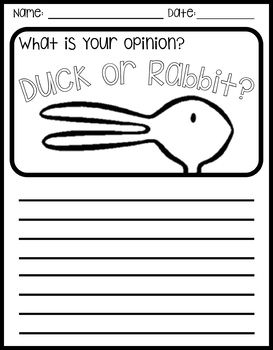 Name: Date:
What is your opinion?
Duck or Rabbit?